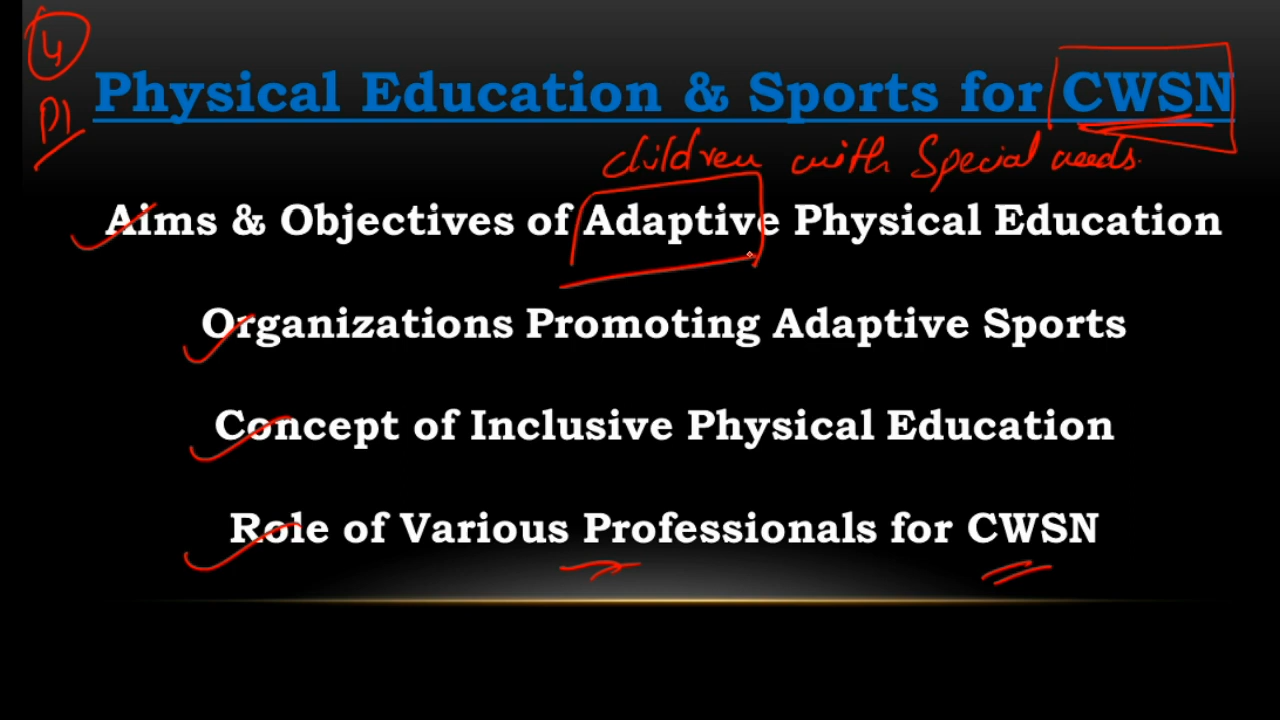 4
P1
Physical Education & Sports for CWSN
children with Special needs.
Aims & Objectives of Adaptive Physical Education
Organizations Promoting Adaptive Sports
Concept of Inclusive Physical Education
Role of Various Professionals for CWSN